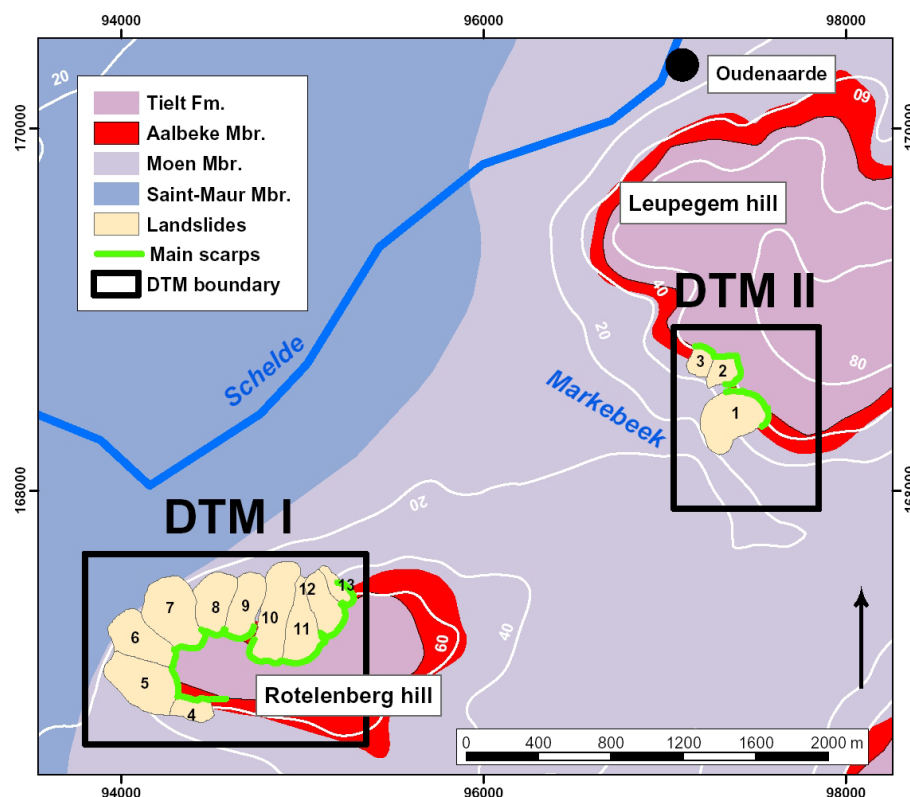 94000
96000
98000
20
Oudenaarde
60
170000
170000
Tielt Fm.
Aalbeke Mbr.
Moen Mbr.
Saint-Maur Mbr.
Landslides
Main scarps
DTM boundary
Leupegem hill
40
DTM II
20
80
Schelde
Markebeek
3
2
1
168000
168000
DTM I
20
13
12
7
8
9
10
11
6
5
4
40
60
Rotelenberg hill
0
400
800
1200
1600
2000 m
94000
96000
98000